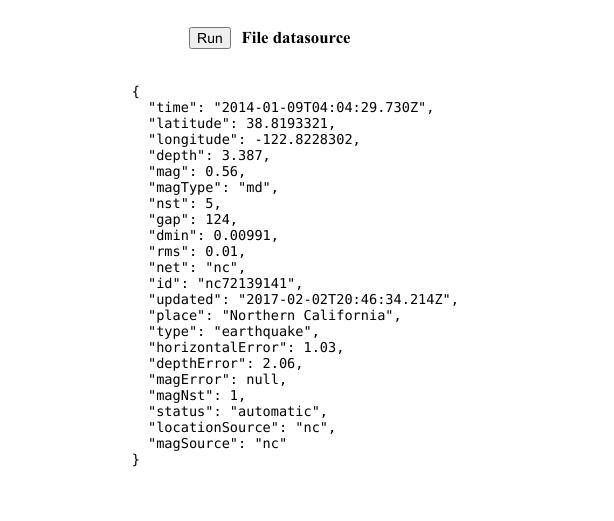 Run File datasource
{
"time": "2014-01-09T04:04:29.730Z",
"latitude": 38.8193321,
"longitude": -122.8228302,
"depth": 3.387,
"mag": 0.56,
"magType": "md",
"nst": 5,
"gap": 124,
"dmin": 0.00991,
"rms": 0.01,
"net": "nc",
"id": "nc72139141",
"updated": "2017-02-02T20:46:34.214Z",
"place": "Northern California",
"type": "earthquake",
"horizontalError": 1.03,
"depthError": 2.06,
"magError": null,
"magNst": 1,
"status": "automatic",
"locationSource": "nc",
"magSource": "nc"
}